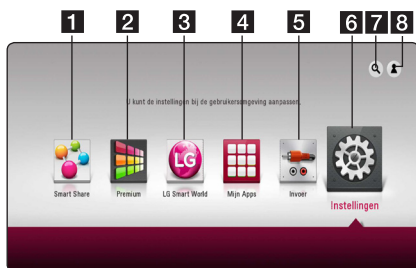 1 2 3 4 5 6 7 8
U kunt de instellingen bij de gebruikersomgeving aanpassen.
LG
Smart Share Premium LG Smart World Mijn Apps Invoer Instellingen